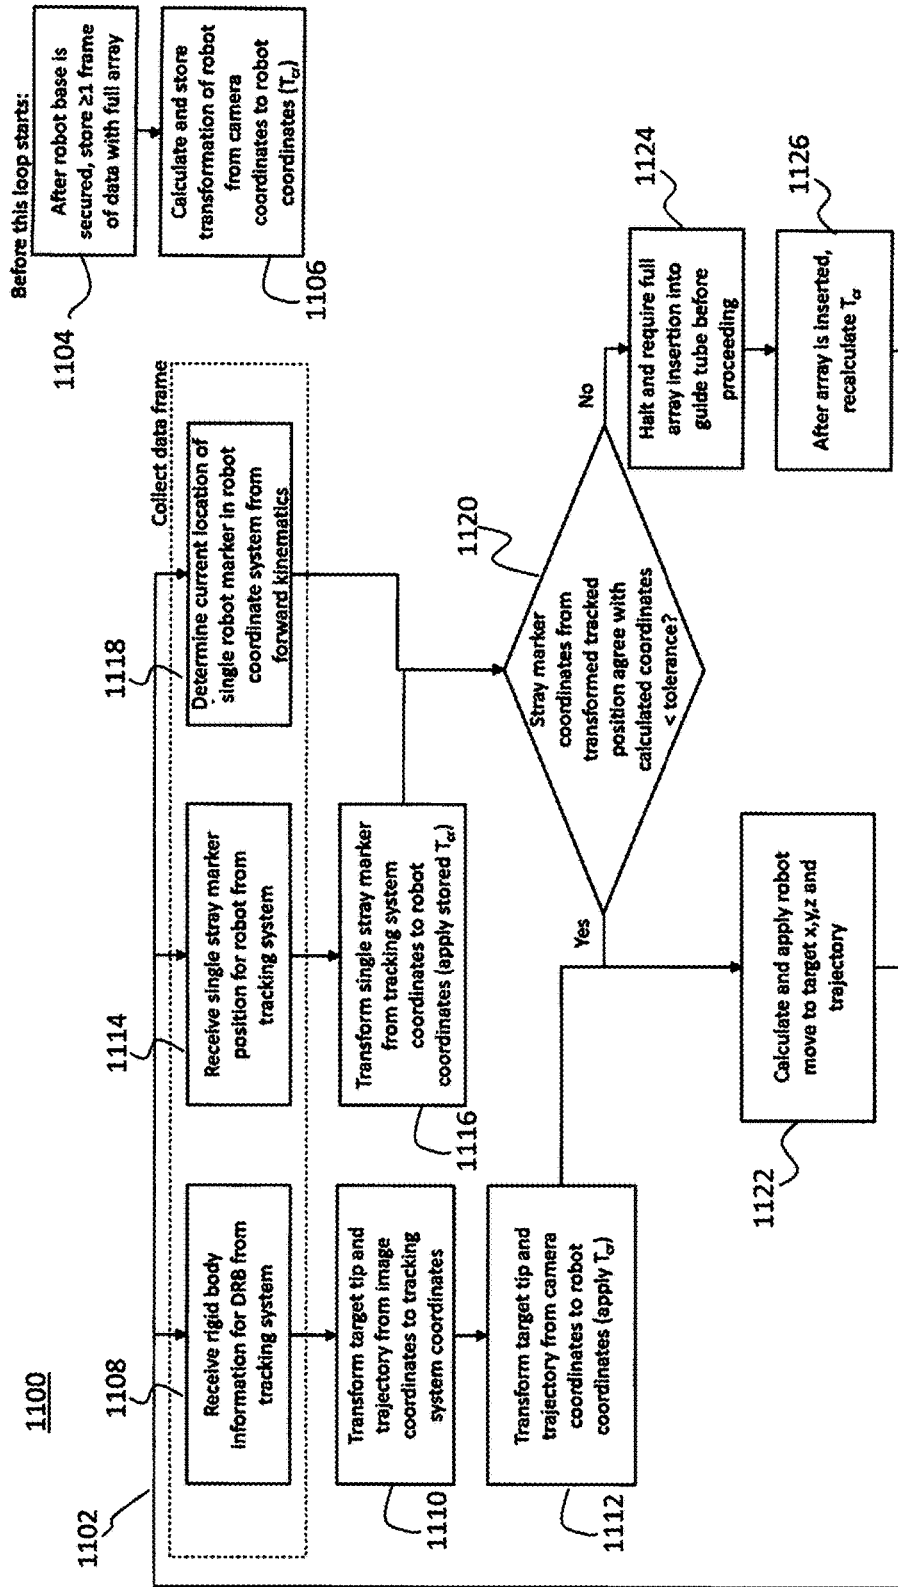 1100
Before this loop starts:
After robot base is
secured, store ≥1 frame
of data with full array
1104
Calculate and store
transformation of robot
from camera
coordinates to robot
coordinates (Tcr)
1106
1102
Collect data frame
1108
Receive rigid body
information for DRB from
tracking system
1114
Receive single stray marker
position for robot from
tracking system
1118
Determine current location of
single robot marker in robot
coordinate system from
forward kinematics
1110
Transform target tip and
trajectory from image
coordinates to tracking
system coordinates
1116
Transform single stray marker
from tracking system
coordinates to robot
coordinates (apply stored Tcr)
1112
Transform target tip and
trajectory from camera
coordinates to robot
coordinates (apply Tcr)
1120
Stray marker
coordinates from
transformed tracked
position agree with
calculated coordinates
< tolerance?
Yes
No
1122
Calculate and apply robot
move to target x,y,z and
trajectory
1124
Halt and require full
array insertion into
guide tube before
proceeding
1126
After array is inserted,
recalculate Tcr